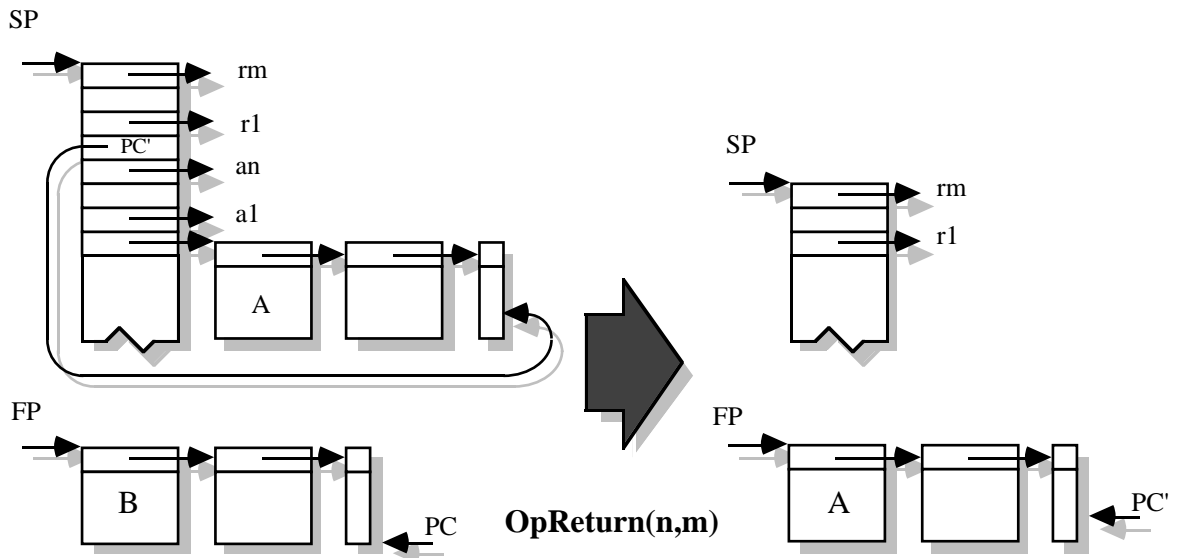 SP
rm
r1
PC'
an
a1
A
FP
B
PC
OpReturn(n,m)
SP
rm
r1
FP
A
PC'